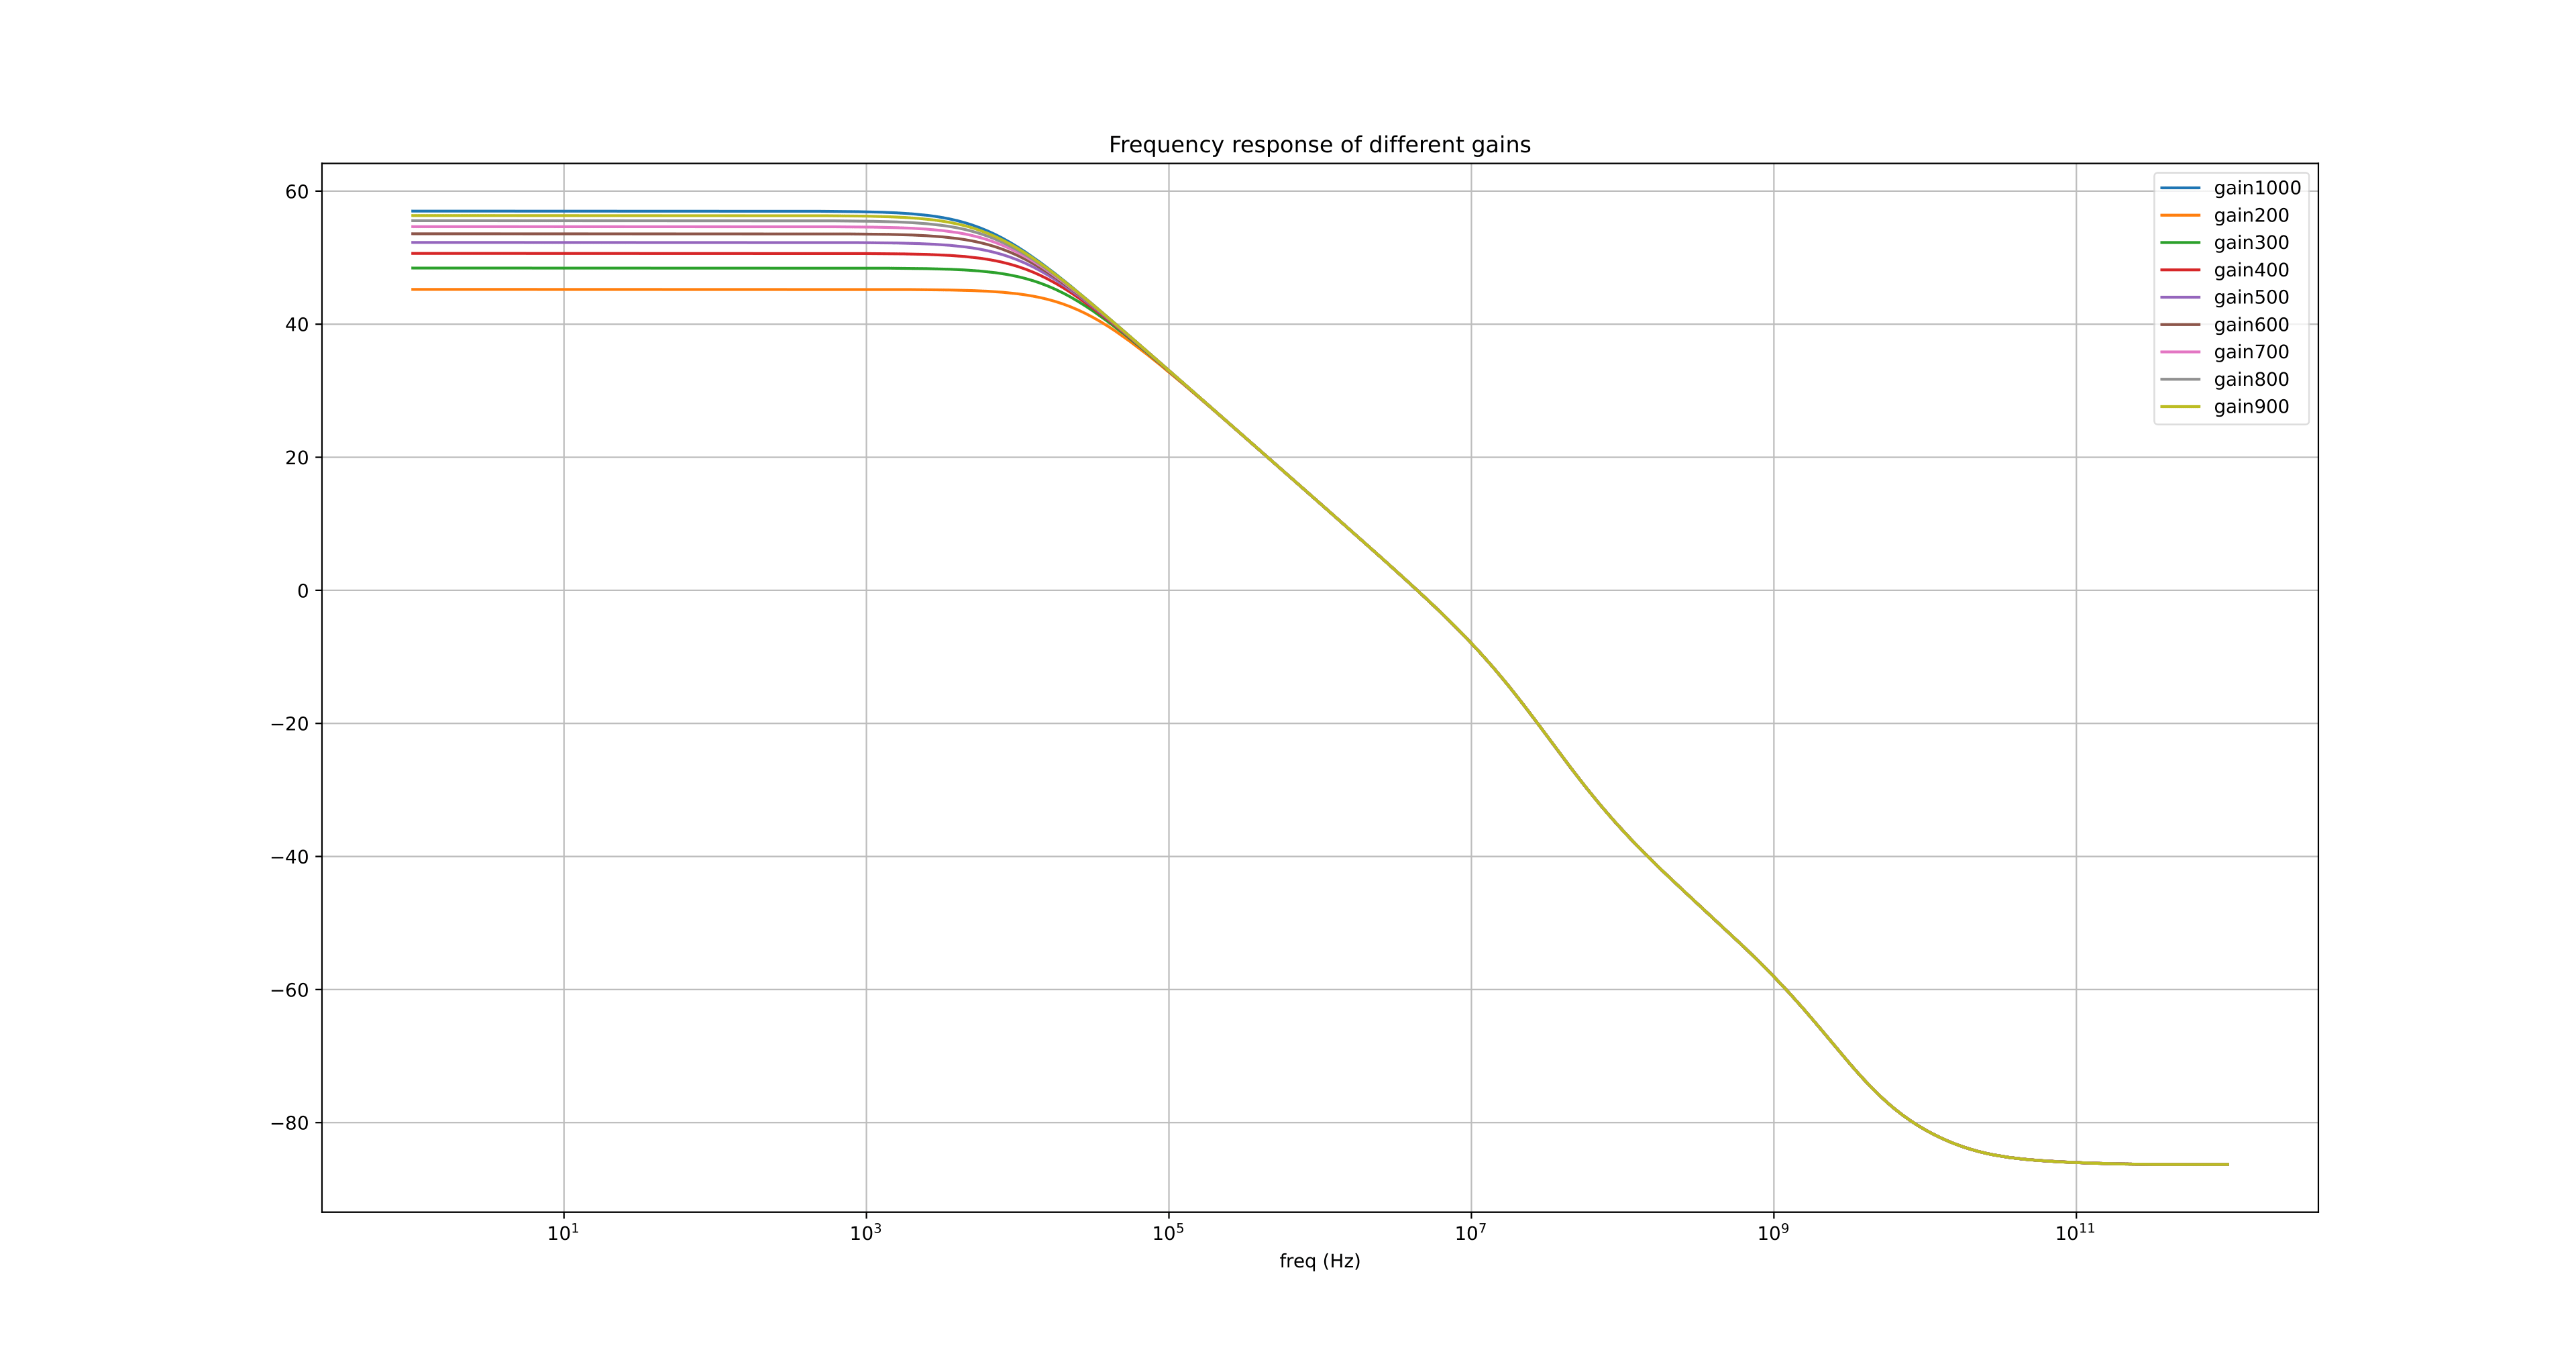 Frequency response of different gains
60
40
20
0
−20
−40
−60
−80
gain1000
gain200
gain300
gain400
gain500
gain600
gain700
gain800
gain900
10¹ 10³ 10⁵ 10⁷ 10⁹ 10¹¹
freq (Hz)